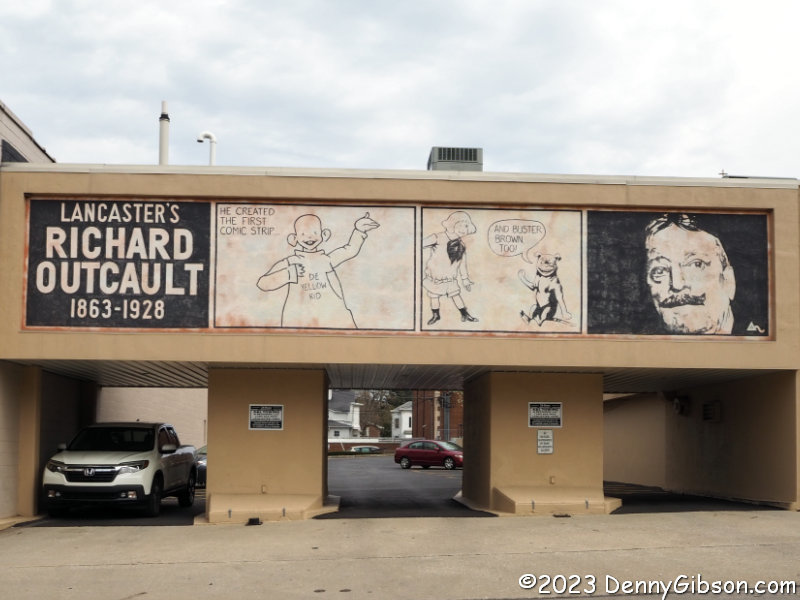 LANCASTER'S
RICHARD
OUTCAULT
1863-1928
HE CREATED
THE FIRST
COMIC STRIP
DE
YELLOW
KID
AND BUSTER
BROWN,
TOO!
©2023 DennyGibson.com